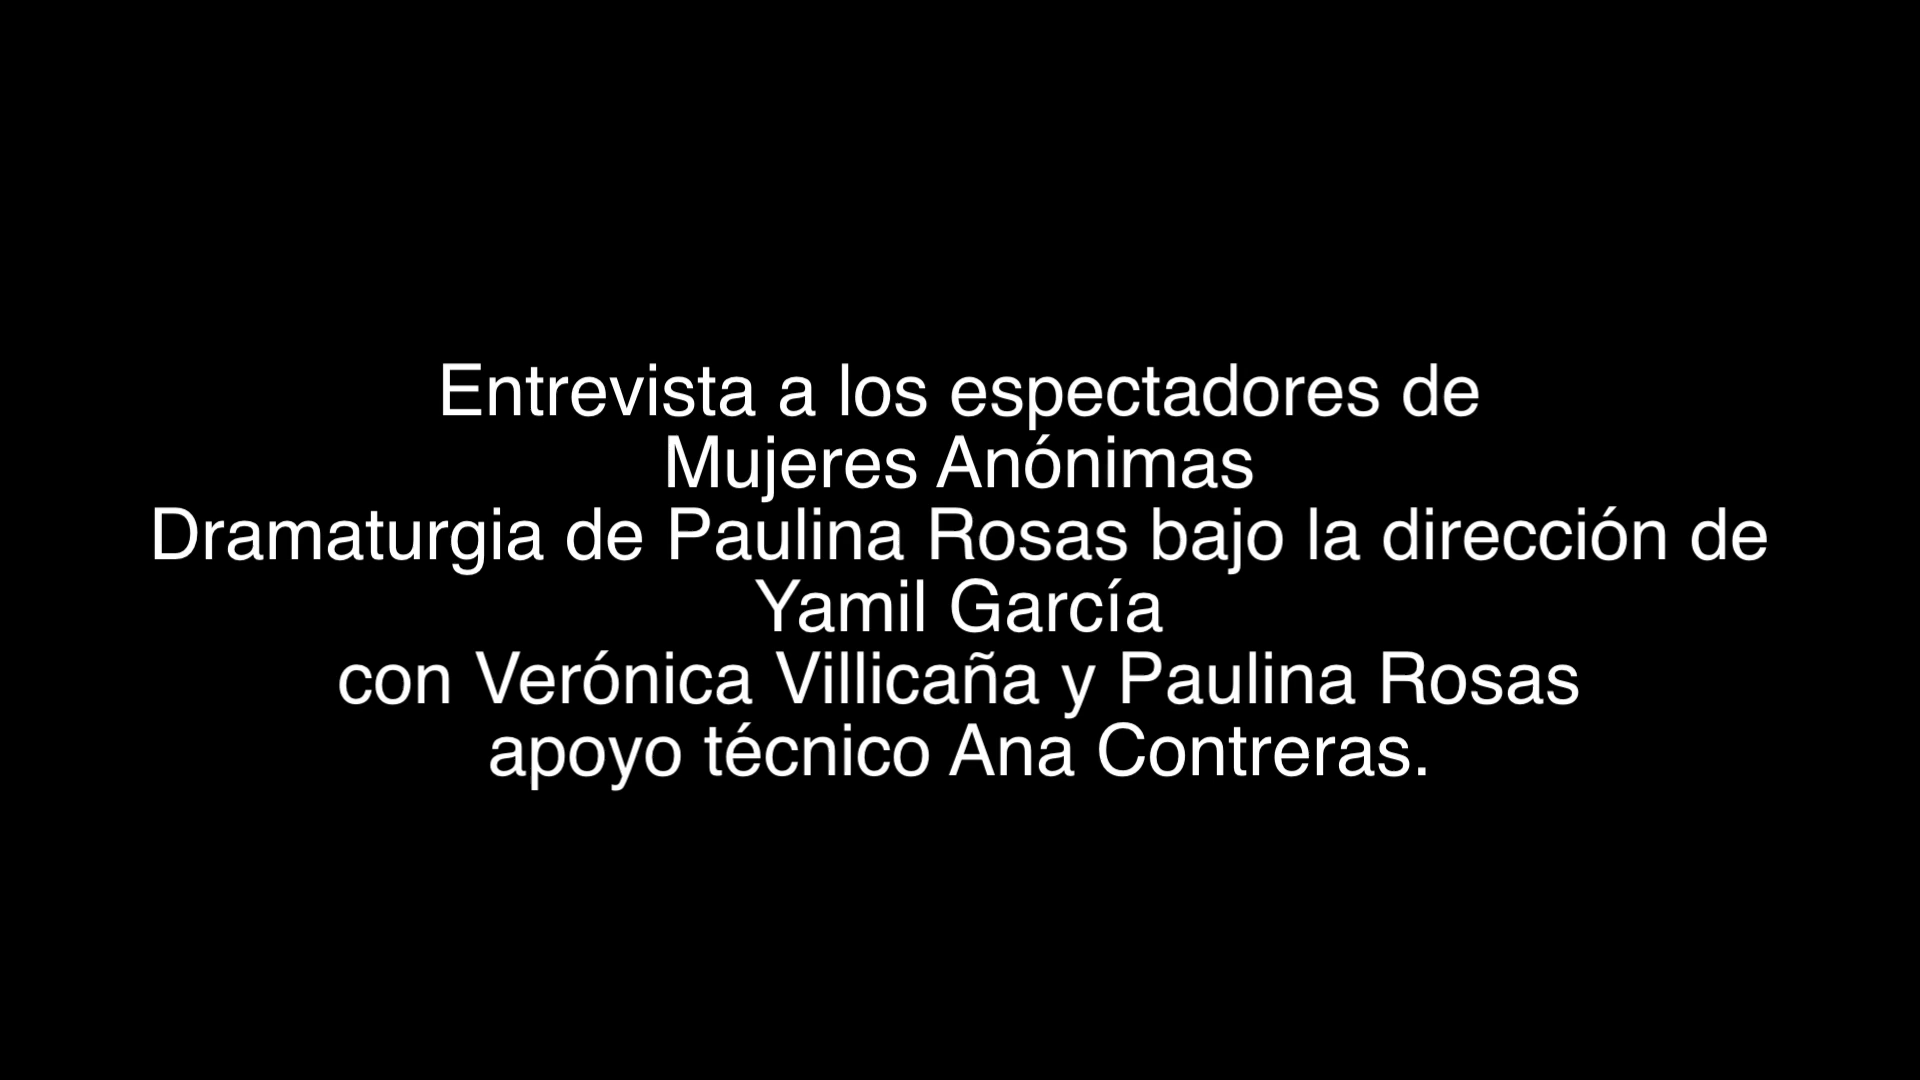 Entrevista a los espectadores de
Mujeres Anónimas
Dramaturgia de Paulina Rosas bajo la dirección de
Yamil García
con Verónica Villicaña y Paulina Rosas
apoyo técnico Ana Contreras.